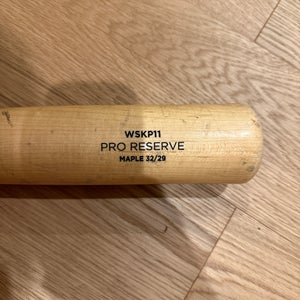 WSKP11
PRO RESERVE
MAPLE 32/29